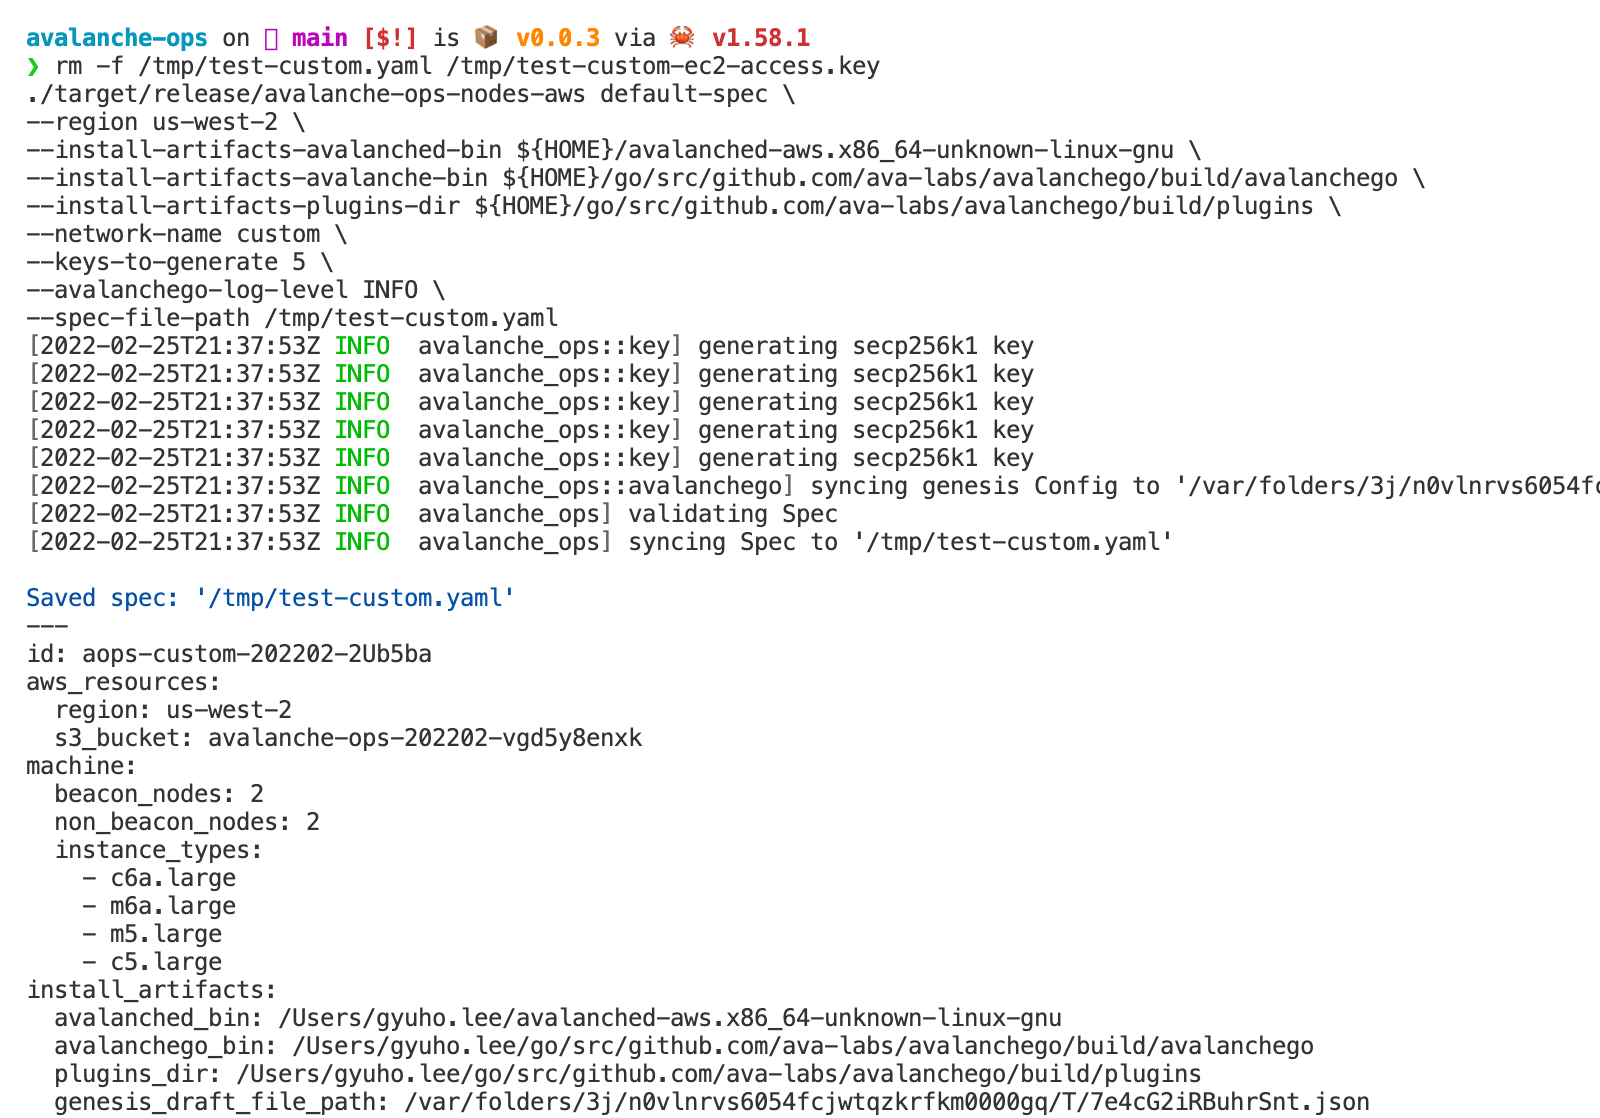 avalanche-ops on main [$!] is 📦 v0.0.3 via 🦀 v1.58.1
❯ rm -f /tmp/test-custom.yaml /tmp/test-custom-ec2-access.key
./target/release/avalanche-ops-nodes-aws default-spec \
--region us-west-2 \
--install-artifacts-avalanched-bin ${HOME}/avalanched-aws.x86_64-unknown-linux-gnu \
--install-artifacts-avalanche-bin ${HOME}/go/src/github.com/ava-labs/avalanchego/build/avalanchego \
--install-artifacts-plugins-dir ${HOME}/go/src/github.com/ava-labs/avalanchego/build/plugins \
--network-name custom \
--keys-to-generate 5 \
--avalanchego-log-level INFO \
--spec-file-path /tmp/test-custom.yaml
[2022-02-25T21:37:53Z INFO  avalanche_ops::key] generating secp256k1 key
[2022-02-25T21:37:53Z INFO  avalanche_ops::key] generating secp256k1 key
[2022-02-25T21:37:53Z INFO  avalanche_ops::key] generating secp256k1 key
[2022-02-25T21:37:53Z INFO  avalanche_ops::key] generating secp256k1 key
[2022-02-25T21:37:53Z INFO  avalanche_ops::key] generating secp256k1 key
[2022-02-25T21:37:53Z INFO  avalanche_ops::avalanchego] syncing genesis Config to '/var/folders/3j/n0vlnrvs6054fc
[2022-02-25T21:37:53Z INFO  avalanche_ops] validating Spec
[2022-02-25T21:37:53Z INFO  avalanche_ops] syncing Spec to '/tmp/test-custom.yaml'

Saved spec: '/tmp/test-custom.yaml'
---
id: aops-custom-202202-2Ub5ba
aws_resources:
  region: us-west-2
  s3_bucket: avalanche-ops-202202-vgd5y8enxk
machine:
  beacon_nodes: 2
  non_beacon_nodes: 2
  instance_types:
    - c6a.large
    - m6a.large
    - m5.large
    - c5.large
install_artifacts:
  avalanched_bin: /Users/gyuho.lee/avalanched-aws.x86_64-unknown-linux-gnu
  avalanchego_bin: /Users/gyuho.lee/go/src/github.com/ava-labs/avalanchego/build/avalanchego
  plugins_dir: /Users/gyuho.lee/go/src/github.com/ava-labs/avalanchego/build/plugins
  genesis_draft_file_path: /var/folders/3j/n0vlnrvs6054fcjwtqzkrfkm0000gq/T/7e4cG2iRBuhrSnt.json